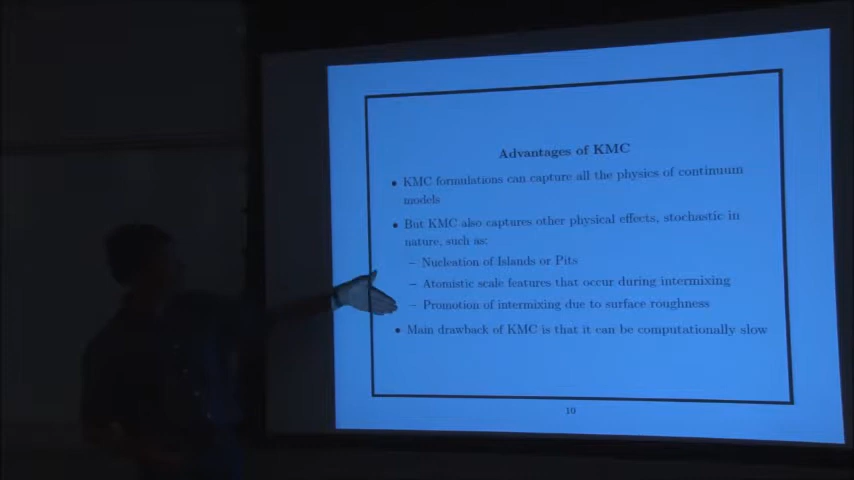 Advantages of KMC
• KMC formulations can capture all the physics of continuum
models
• But KMC also captures other physical effects, stochastic in
nature, such as:
– Nucleation of Islands or Pits
– Atomistic scale features that occur during intermixing
– Promotion of intermixing due to surface roughness
• Main drawback of KMC is that it can be computationally slow
10